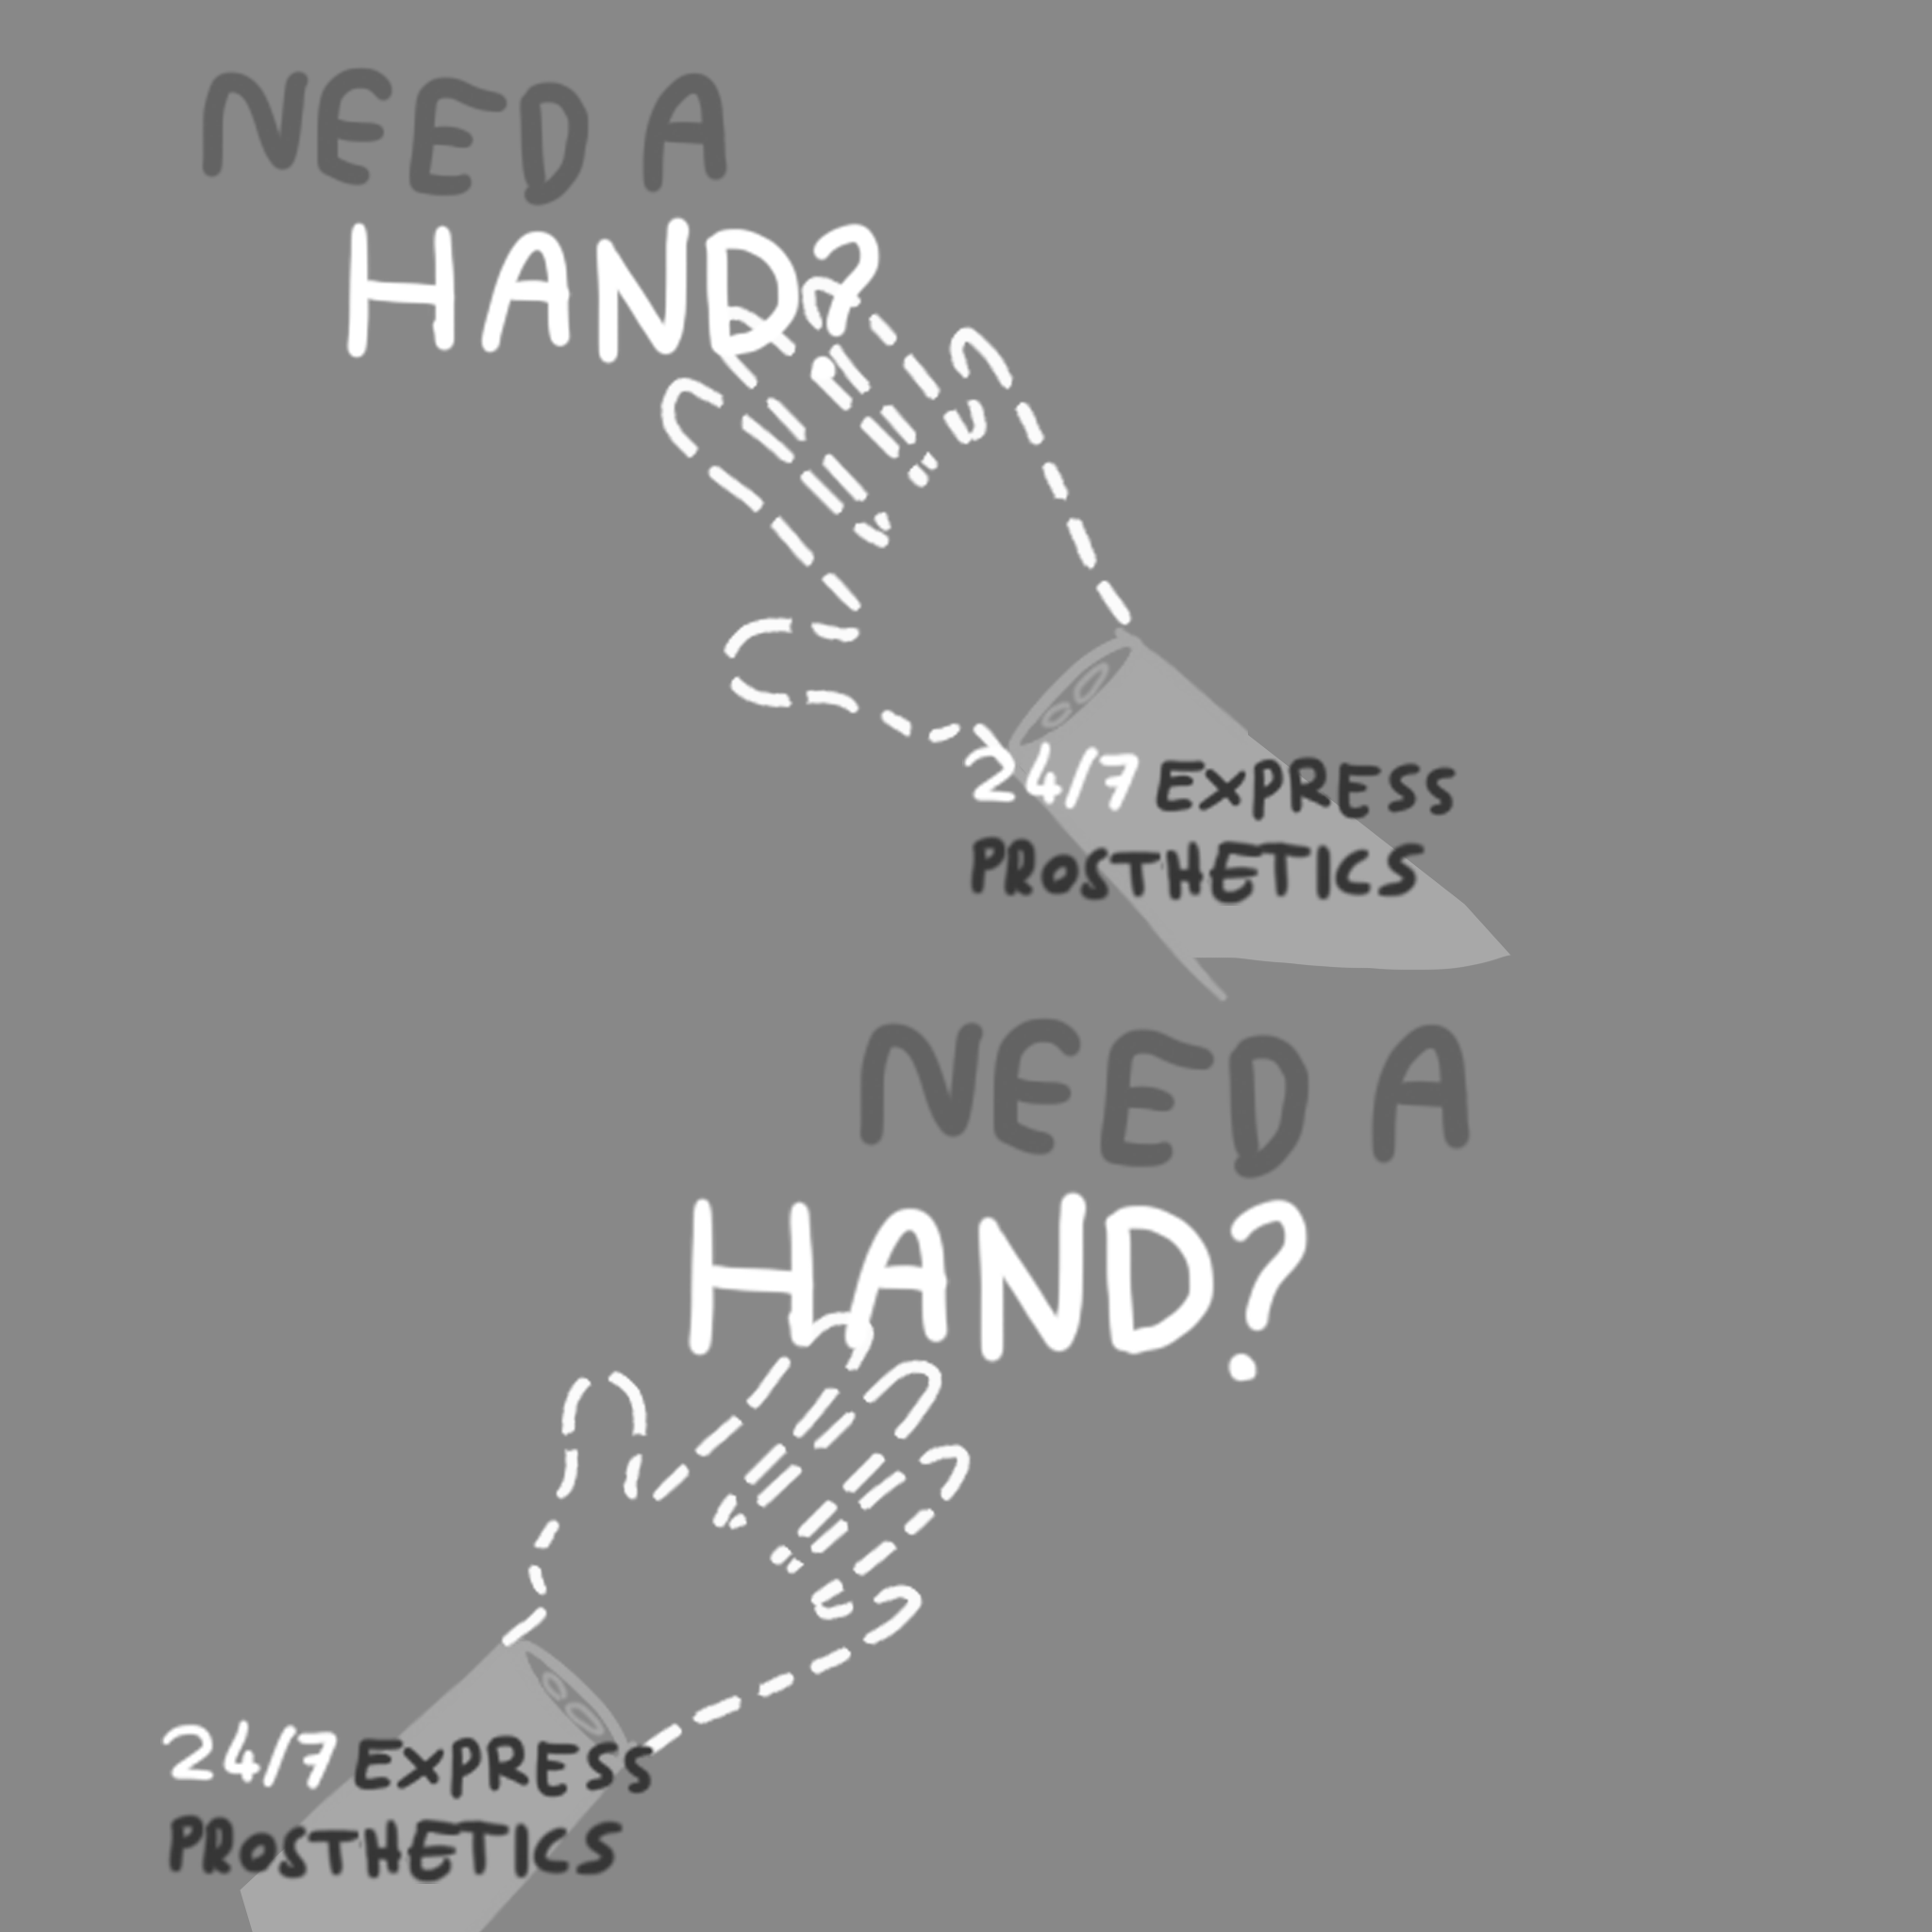 NEED A
HAND?
24/7 EXPRESS
PROSTHETICS
NEED A
HAND?
24/7 EXPRESS
PROSTHETICS